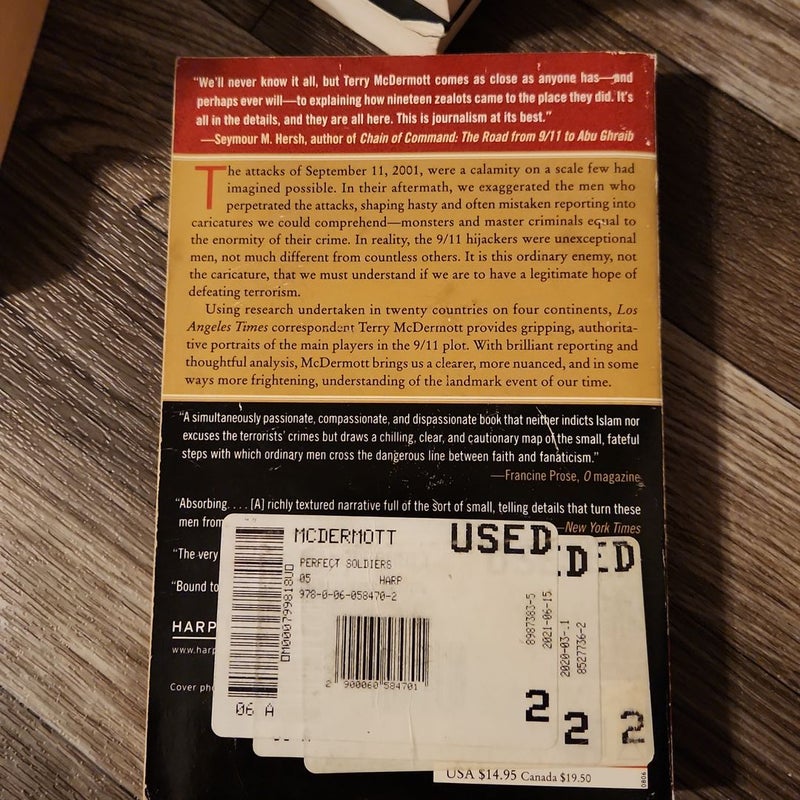 “We'll never know it all, but Terry McDermott comes as close as anyone has—and
perhaps ever will—to explaining how nineteen zealots came to the place they did. It's
all in the details, and they are all here. This is journalism at its best.”
—Seymour M. Hersh, author of Chain of Command: The Road from 9/11 to Abu Ghraib
The attacks of September 11, 2001, were a calamity on a scale few had
imagined possible. In their aftermath, we exaggerated the men who
perpetrated the attacks, shaping hasty and often mistaken reporting into
caricatures we could comprehend—monsters and master criminals equal to
the enormity of their crime. In reality, the 9/11 hijackers were unexceptional
men, not much different from countless others. It is this ordinary enemy, not
the caricature, that we must understand if we are to have a legitimate hope of
defeating terrorism.
Using research undertaken in twenty countries on four continents, Los
Angeles Times correspondent Terry McDermott provides gripping, authorita-
tive portraits of the main players in the 9/11 plot. With brilliant reporting and
thoughtful analysis, McDermott brings us a clearer, more nuanced, and in some
ways more frightening, understanding of the landmark event of our time.
“A simultaneously passionate, compassionate, and dispassionate book that neither indicts Islam nor
excuses the terrorists' crimes but draws a chilling, clear, and cautionary map of the small, fateful
steps with which ordinary men cross the dangerous line between faith and fanaticism.”
—Francine Prose, O magazine
“Absorbing. . . . [A] richly textured narrative full of the sort of small, telling details that turn these
men from
—New York Times
“The very
“Bound to
HARP
www.harp
Cover pho
MCDERMOTT
USED
PERFECT SOLDIERS
05 HARP
978-0-06-058470-2
OM000799818UO
2 900060 584701
06 A
8987383-5
2021-06-15
2
ED
2020-03-.1
8527736-2
2
ED
2
USA $14.95 Canada $19.50
0806